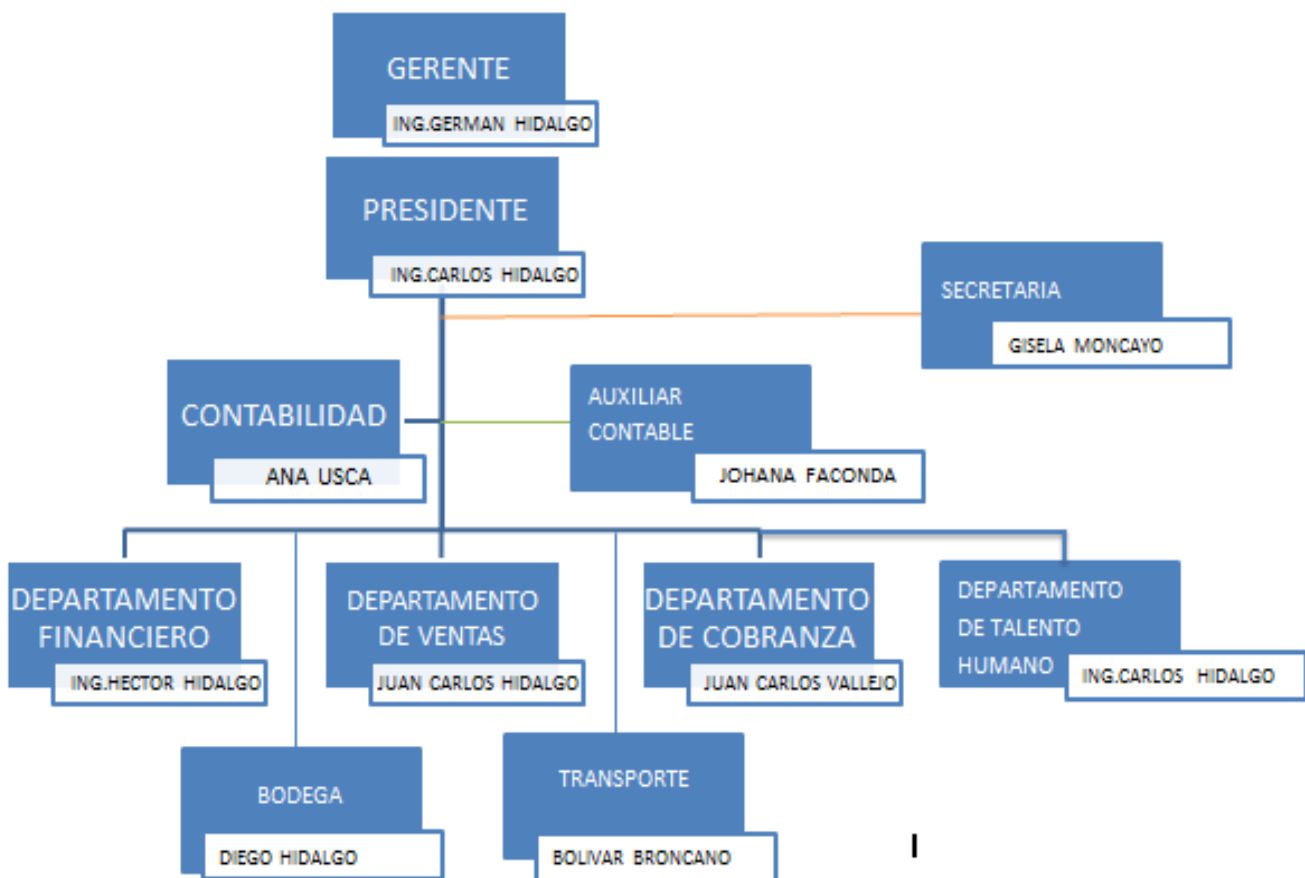 GERENTE
ING.GERMAN HIDALGO
PRESIDENTE
ING.CARLOS HIDALGO
SECRETARIA
GISELA MONCAYO
CONTABILIDAD
ANA USCA
AUXILIAR
CONTABLE
JOHANA FACONDA
DEPARTAMENTO
FINANCIERO
ING.HECTOR HIDALGO
DEPARTAMENTO
DE VENTAS
JUAN CARLOS HIDALGO
DEPARTAMENTO
DE COBRANZA
JUAN CARLOS VALLEJO
DEPARTAMENTO
DE TALENTO
HUMANO
ING.CARLOS HIDALGO
BODEGA
DIEGO HIDALGO
TRANSPORTE
BOLIVAR BRONCANO